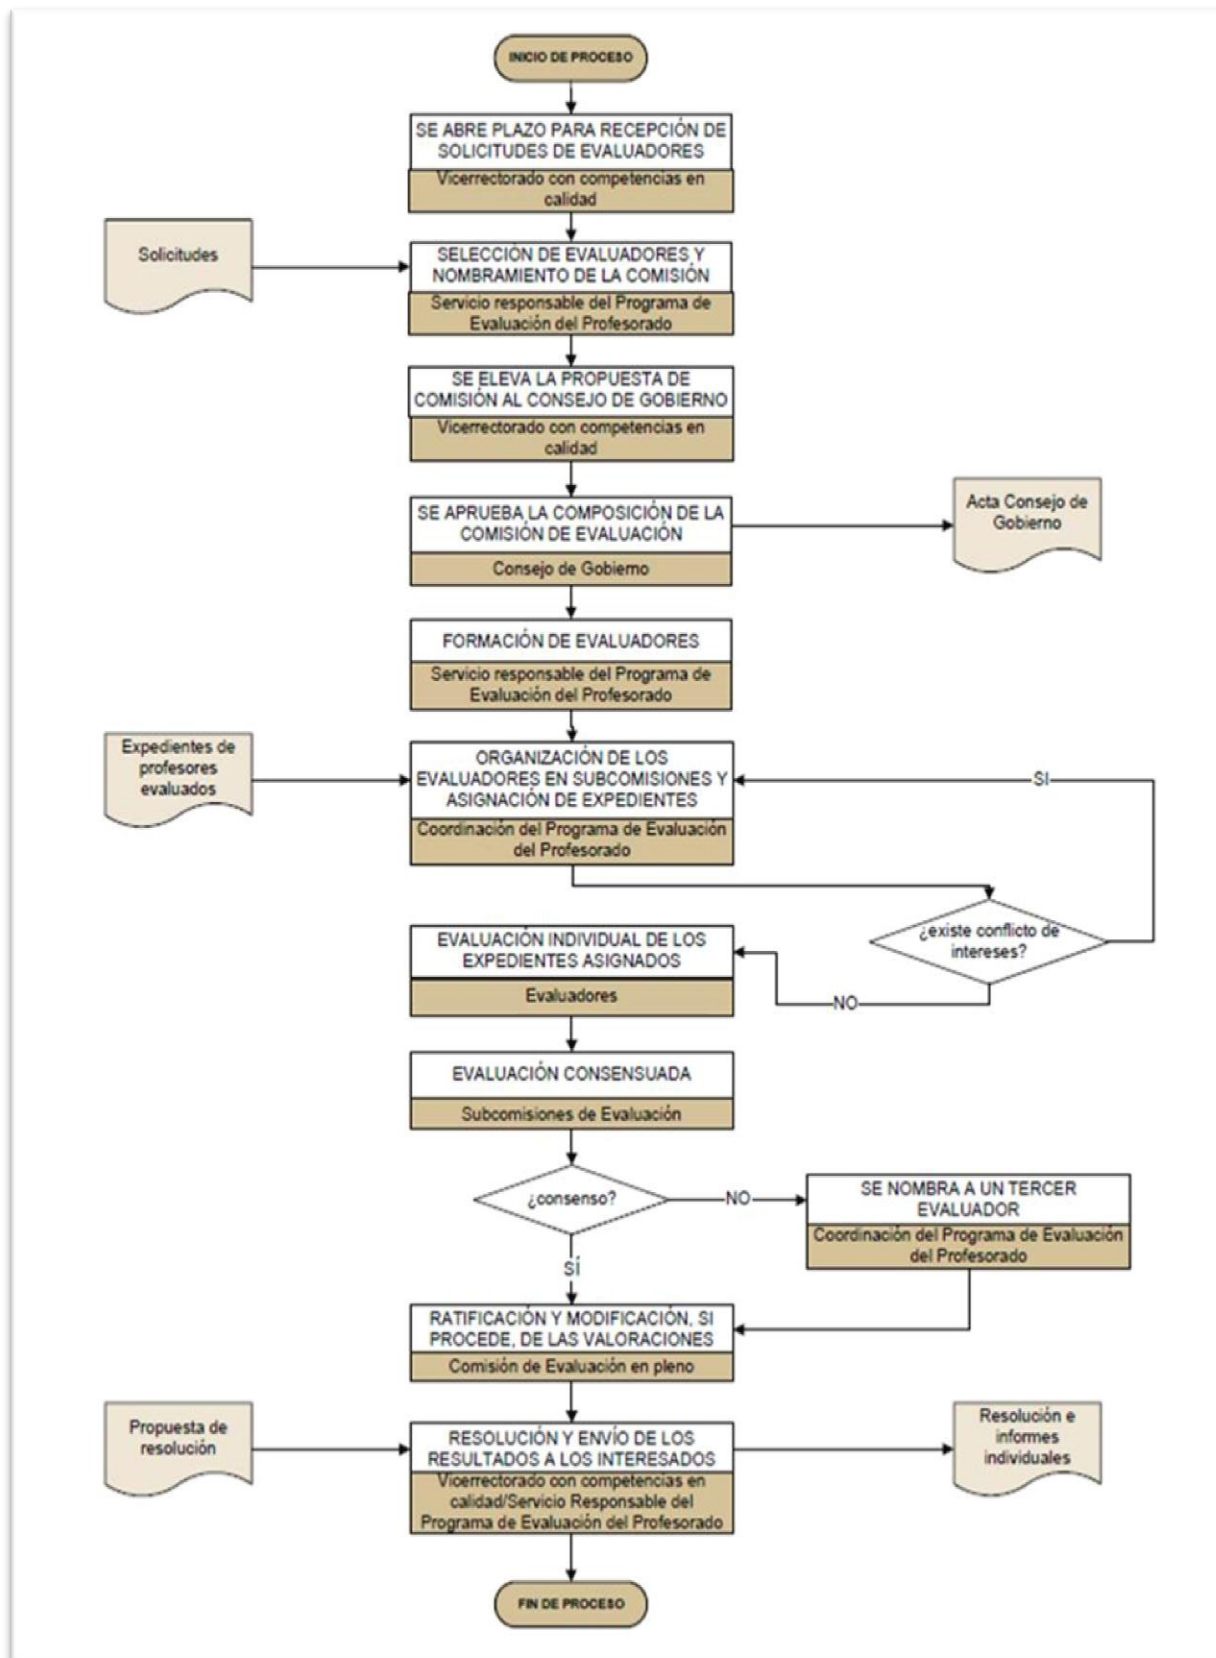 INICIO DE PROCESO
SE ABRE PLAZO PARA RECEPCIÓN DE
SOLICITUDES DE EVALUADORES
Vicerrectorado con competencias en
calidad
Solicitudes
SELECCIÓN DE EVALUADORES Y
NOMBRAMIENTO DE LA COMISIÓN
Servicio responsable del Programa de
Evaluación del Profesorado
SE ELEVA LA PROPUESTA DE
COMISIÓN AL CONSEJO DE GOBIERNO
Vicerrectorado con competencias en
calidad
SE APRUEBA LA COMPOSICIÓN DE LA
COMISIÓN DE EVALUACIÓN
Consejo de Gobierno
Acta Consejo de
Gobierno
FORMACIÓN DE EVALUADORES
Servicio responsable del Programa de
Evaluación del Profesorado
Expedientes de
profesores
evaluados
ORGANIZACIÓN DE LOS
EVALUADORES EN SUBCOMISIONES Y
ASIGNACIÓN DE EXPEDIENTES
Coordinación del Programa de Evaluación
del Profesorado
SI
¿existe conflicto de
intereses?
NO
EVALUACIÓN INDIVIDUAL DE LOS
EXPEDIENTES ASIGNADOS
Evaluadores
EVALUACIÓN CONSENSUADA
Subcomisiones de Evaluación
¿consenso?
NO
SE NOMBRA A UN TERCER
EVALUADOR
Coordinación del Programa de Evaluación
del Profesorado
SÍ
RATIFICACIÓN Y MODIFICACIÓN, SI
PROCEDE, DE LAS VALORACIONES
Comisión de Evaluación en pleno
Propuesta de
resolución
RESOLUCIÓN Y ENVÍO DE LOS
RESULTADOS A LOS INTERESADOS
Vicerrectorado con competencias en
calidad/Servicio Responsable del
Programa de Evaluación del Profesorado
Resolución e
informes
individuales
FIN DE PROCESO